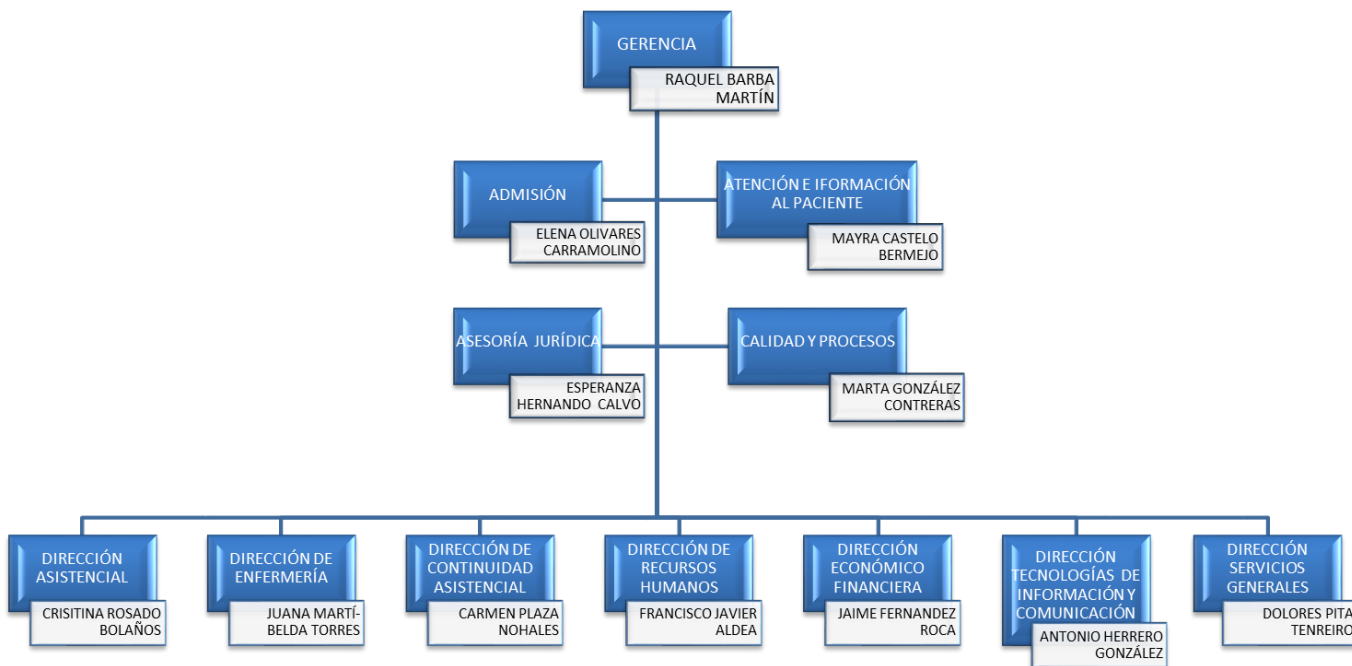 GERENCIA
RAQUEL BARBA
MARTÍN
ADMISIÓN
ELENA OLIVARES
CARRAMOLINO
ATENCIÓN E IFORMACIÓN
AL PACIENTE
MAYRA CASTELO
BERMEJO
ASESORÍA JURÍDICA
ESPERANZA
HERNANDO CALVO
CALIDAD Y PROCESOS
MARTA GONZÁLEZ
CONTRERAS
DIRECCIÓN
ASISTENCIAL
CRISITINA ROSADO
BOLAÑOS
DIRECCIÓN DE
ENFERMERÍA
JUANA MARTÍ-
BELDA TORRES
DIRECCIÓN DE
CONTINUIDAD
ASISTENCIAL
CARMEN PLAZA
NOHALES
DIRECCIÓN DE
RECURSOS
HUMANOS
FRANCISCO JAVIER
ALDEA
DIRECCIÓN
ECONÓMICO
FINANCIERA
JAIME FERNANDEZ
ROCA
DIRECCIÓN
TECNOLOGÍAS DE
INFORMACIÓN Y
COMUNICACIÓN
ANTONIO HERRERO
GONZÁLEZ
DIRECCIÓN
SERVICIOS
GENERALES
DOLORES PITA
TENREIRO